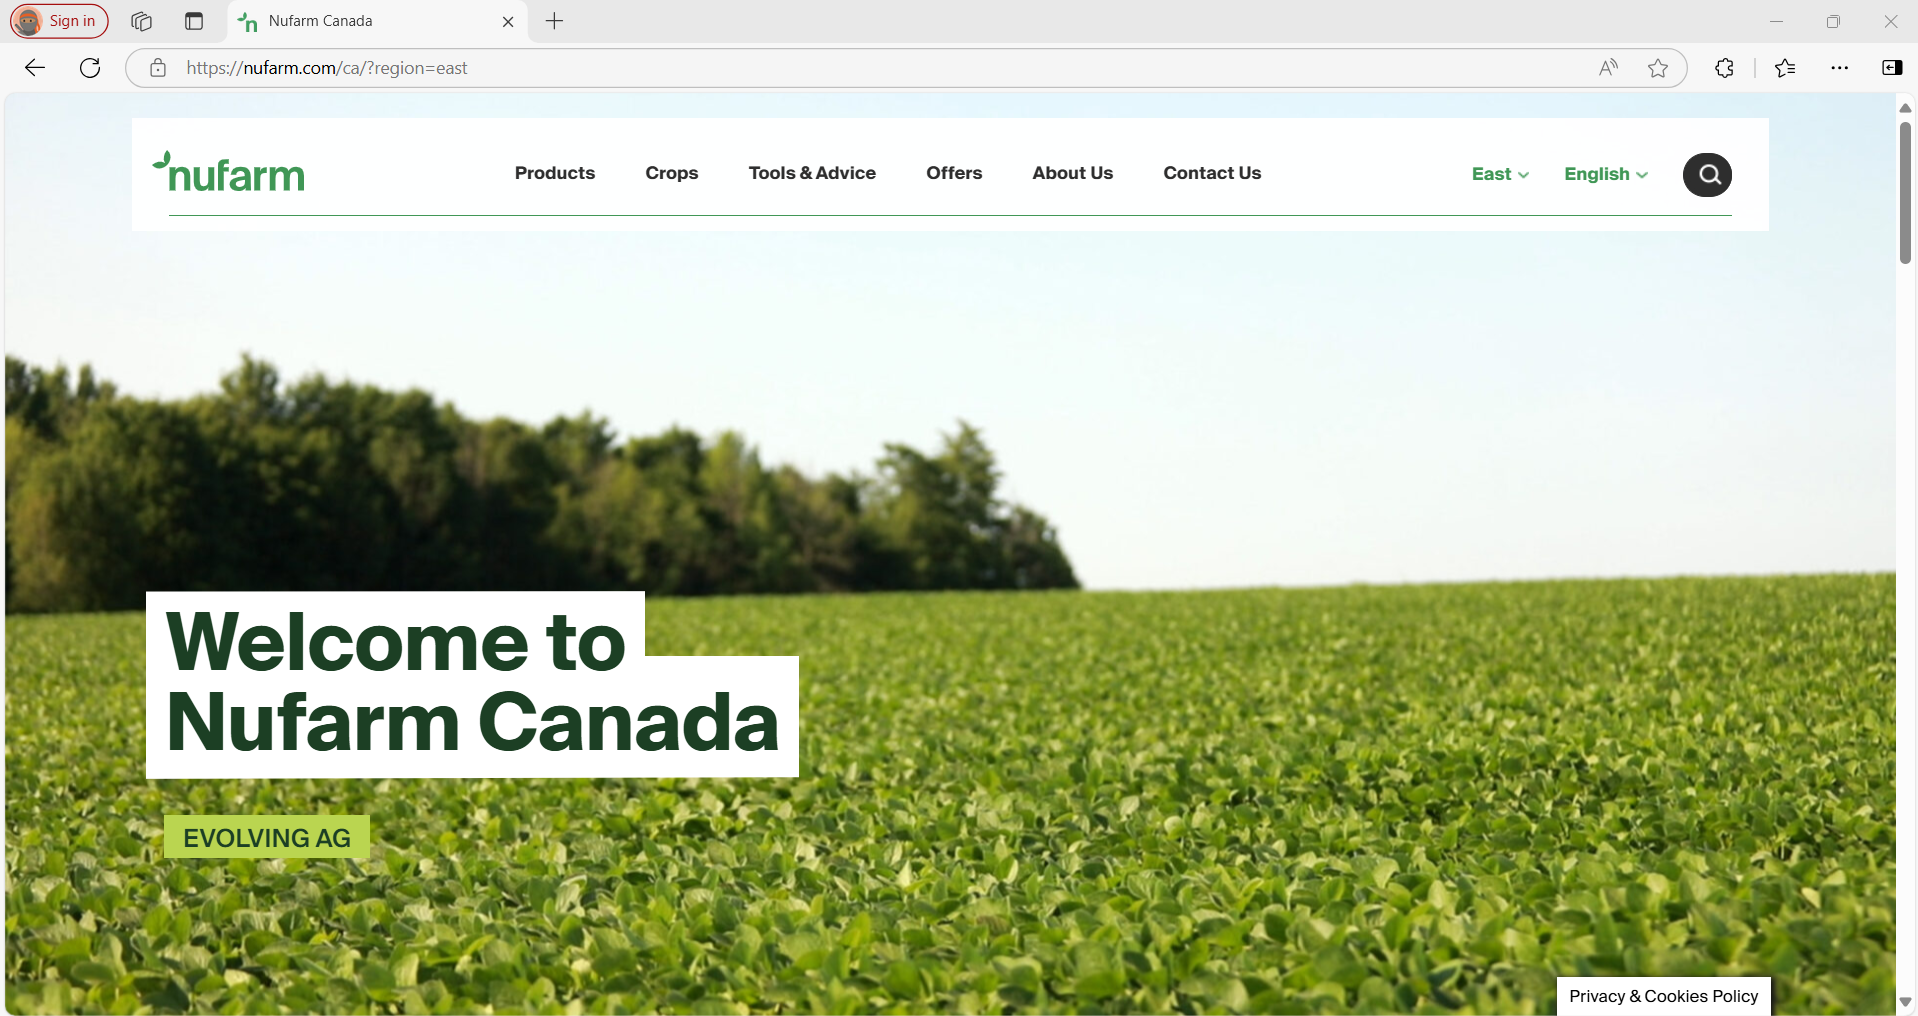 Sign in
Nufarm Canada
https://nufarm.com/ca/?region=east
nufarm
Products Crops Tools & Advice Offers About Us Contact Us East English
Welcome to
Nufarm Canada
EVOLVING AG
Privacy & Cookies Policy